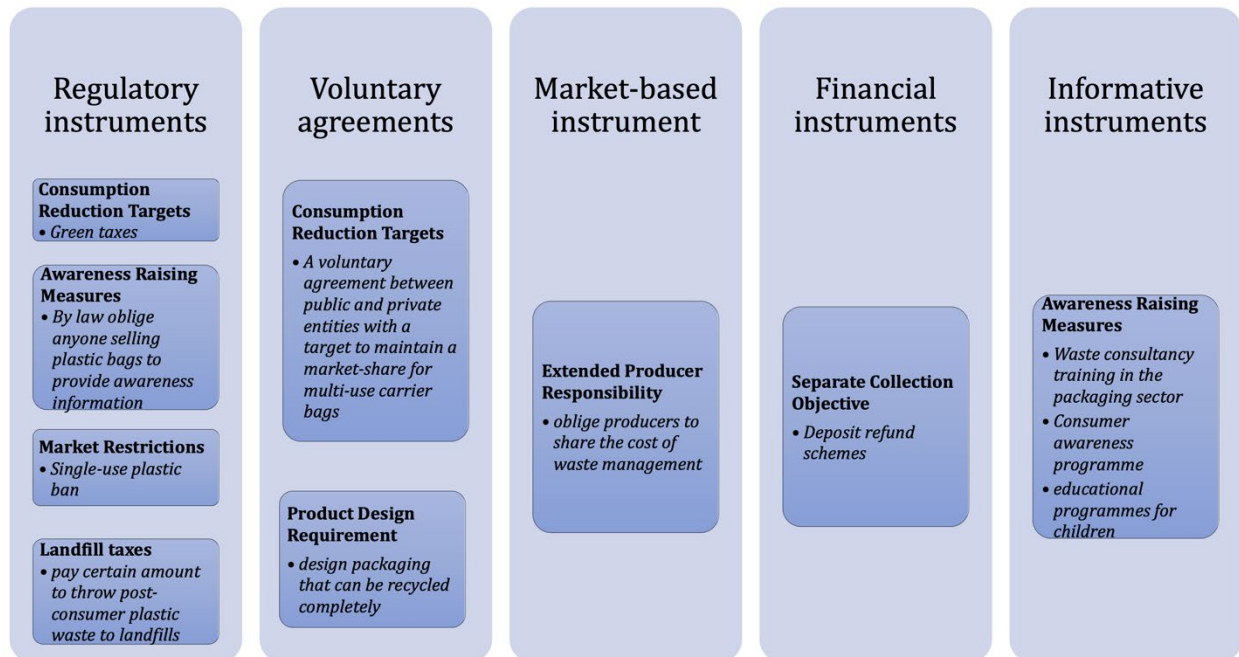 Regulatory
instruments
Consumption
Reduction Targets
• Green taxes
Awareness Raising
Measures
• By law oblige
anyone selling
plastic bags to
provide awareness
information
Market Restrictions
• Single-use plastic
ban
Landfill taxes
• pay certain amount
to throw post-
consumer plastic
waste to landfills
Voluntary
agreements
Consumption
Reduction Targets
• A voluntary
agreement between
public and private
entities with a
target to maintain a
market-share for
multi-use carrier
bags
Product Design
Requirement
• design packaging
that can be recycled
completely
Market-based
instrument
Extended Producer
Responsibility
• oblige producers to
share the cost of
waste management
Financial
instruments
Separate Collection
Objective
• Deposit refund
schemes
Informative
instruments
Awareness Raising
Measures
• Waste consultancy
training in the
packaging sector
• Consumer
awareness
programme
• educational
programmes for
children